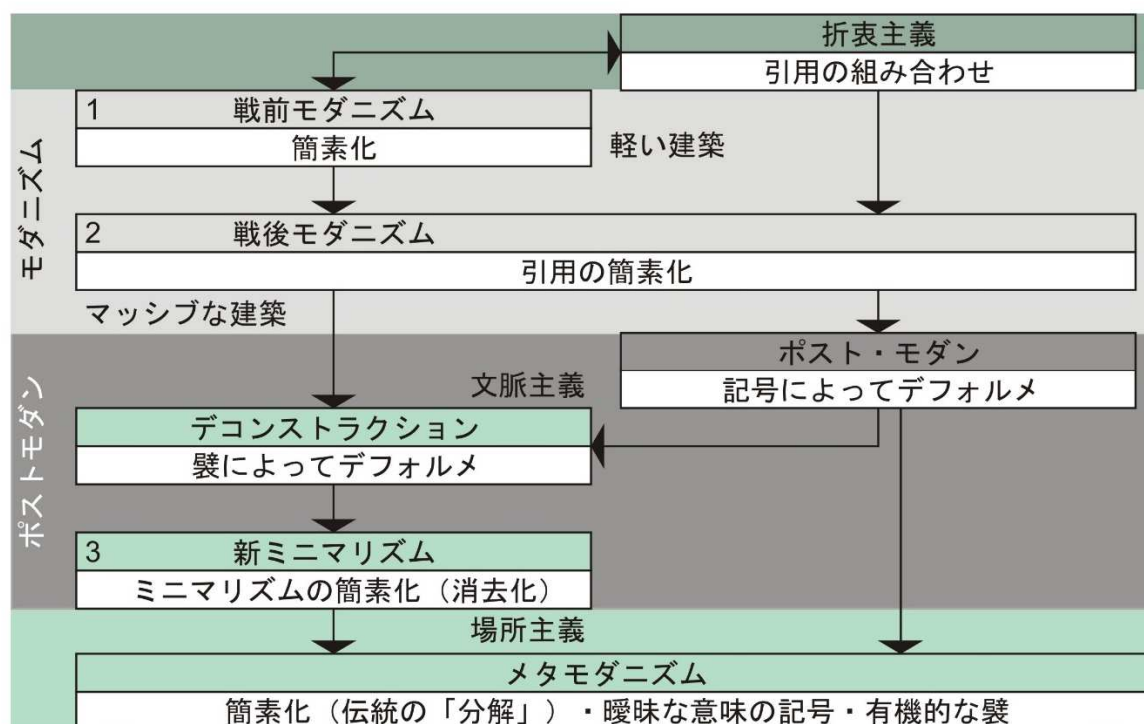 折衷主義
引用の組み合わせ
1 戦前モダニズム
簡素化
軽い建築
モダニズム
2 戦後モダニズム
引用の簡素化
マッシブな建築
ポスト・モダン
記号によってデフォルメ
文脈主義
ポストモダン
デコンストラクション
襞によってデフォルメ
3 新ミニマリズム
ミニマリズムの簡素化（消去化）
場所主義
メタモダニズム
簡素化（伝統の「分解」）・曖昧な意味の記号・有機的な襞